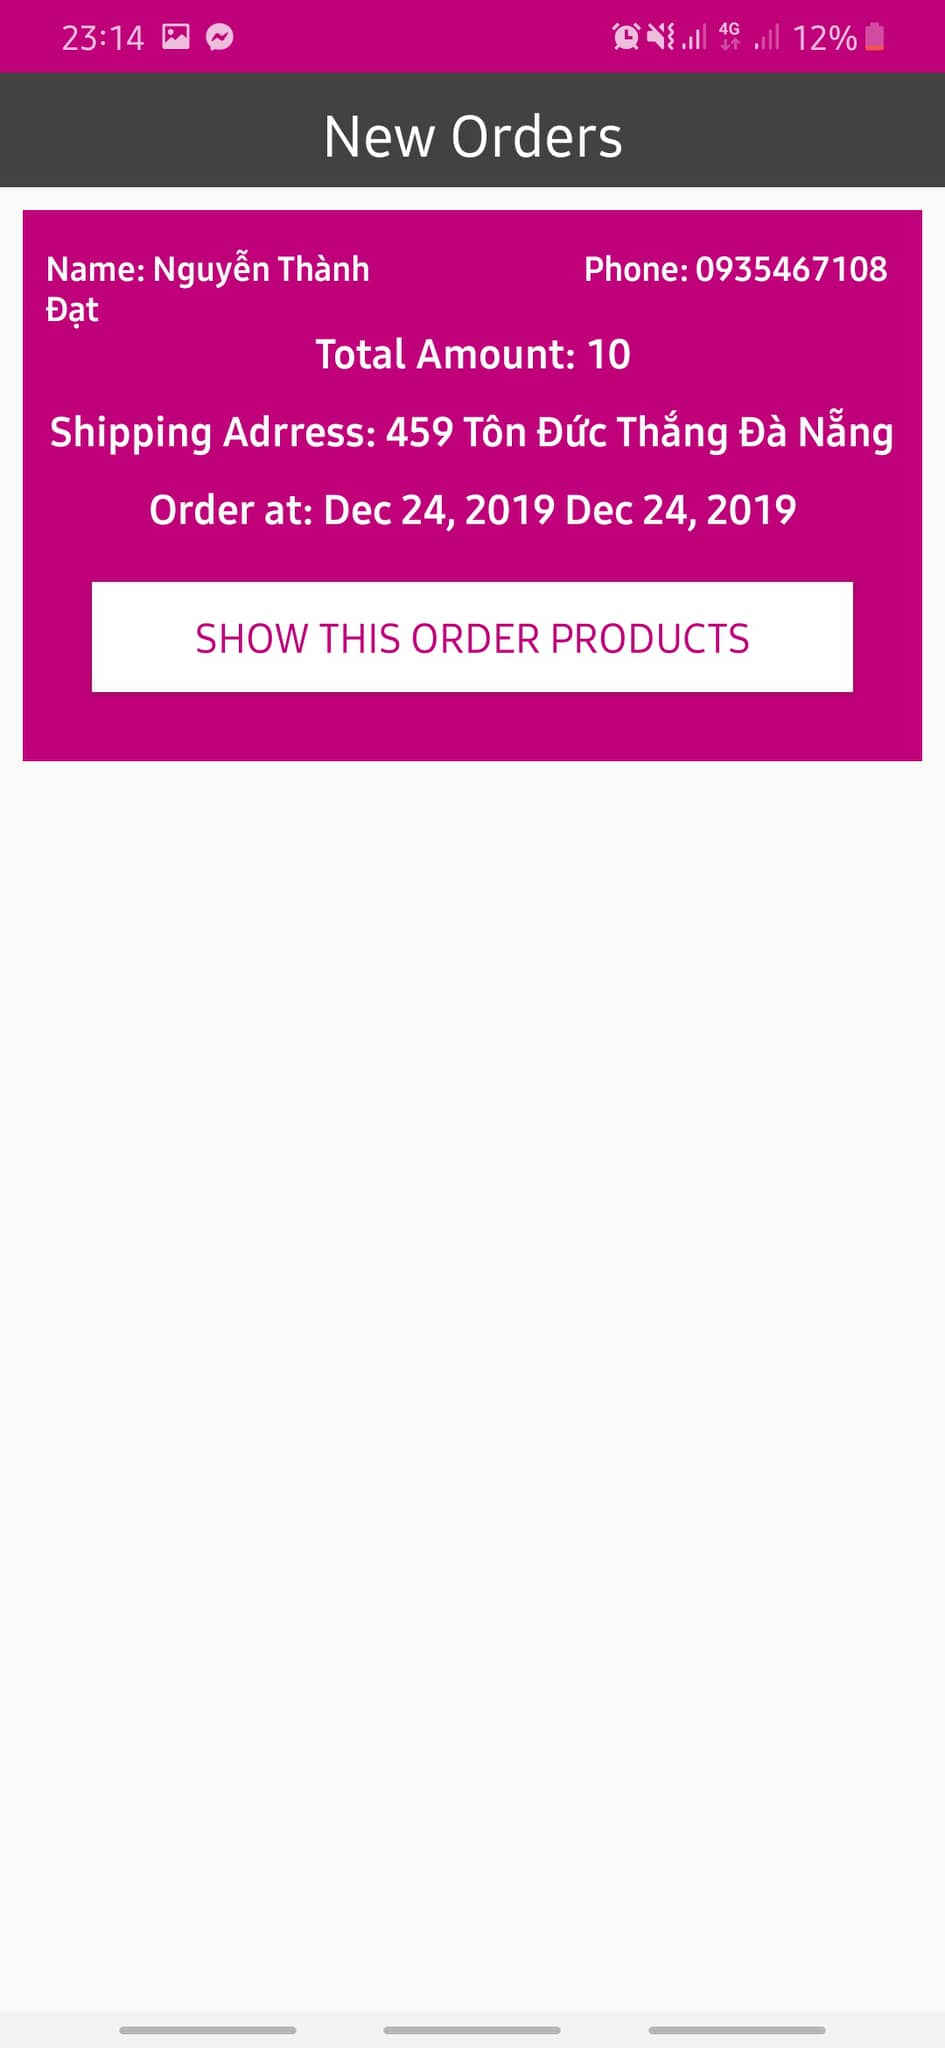 23:14
4G
12%
New Orders
Name: Nguyễn Thành
Đạt
Phone: 0935467108
Total Amount: 10
Shipping Adrress: 459 Tôn Đức Thắng Đà Nẵng
Order at: Dec 24, 2019 Dec 24, 2019
SHOW THIS ORDER PRODUCTS